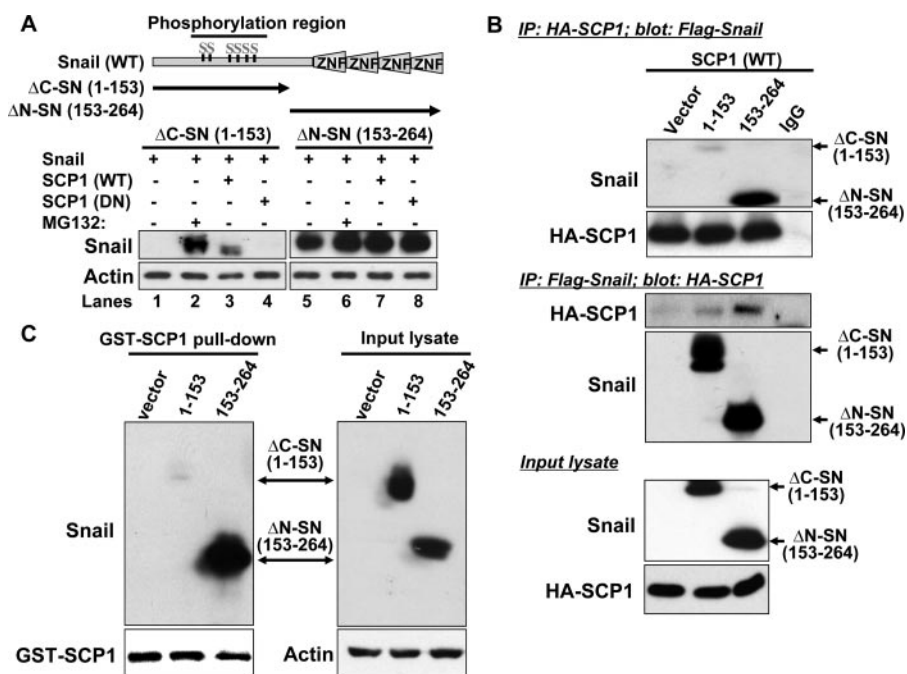 A
Phosphorylation region
SS SSSS
Snail (WT) ZNF ZNF ZNF ZNF
ΔC-SN (1-153)
ΔN-SN (153-264)
ΔC-SN (1-153) ΔN-SN (153-264)
Snail + + + + + + + +
SCP1 (WT) - - + - - - + -
SCP1 (DN) - - - + - - - +
MG132: - + - - - + - -
Snail
Actin
Lanes 1 2 3 4 5 6 7 8
B
IP: HA-SCP1; blot: Flag-Snail
SCP1 (WT)
Vector 1-153 153-264 IgG
ΔC-SN
(1-153)
Snail
ΔN-SN
(153-264)
HA-SCP1
IP: Flag-Snail; blot: HA-SCP1
HA-SCP1
ΔC-SN
(1-153)
Snail
ΔN-SN
(153-264)
Input lysate
ΔC-SN
(1-153)
Snail
ΔN-SN
(153-264)
HA-SCP1
C
GST-SCP1 pull-down Input lysate
vector 1-153 153-264 vector 1-153 153-264
ΔC-SN
(1-153)
Snail
ΔN-SN
(153-264)
GST-SCP1 Actin